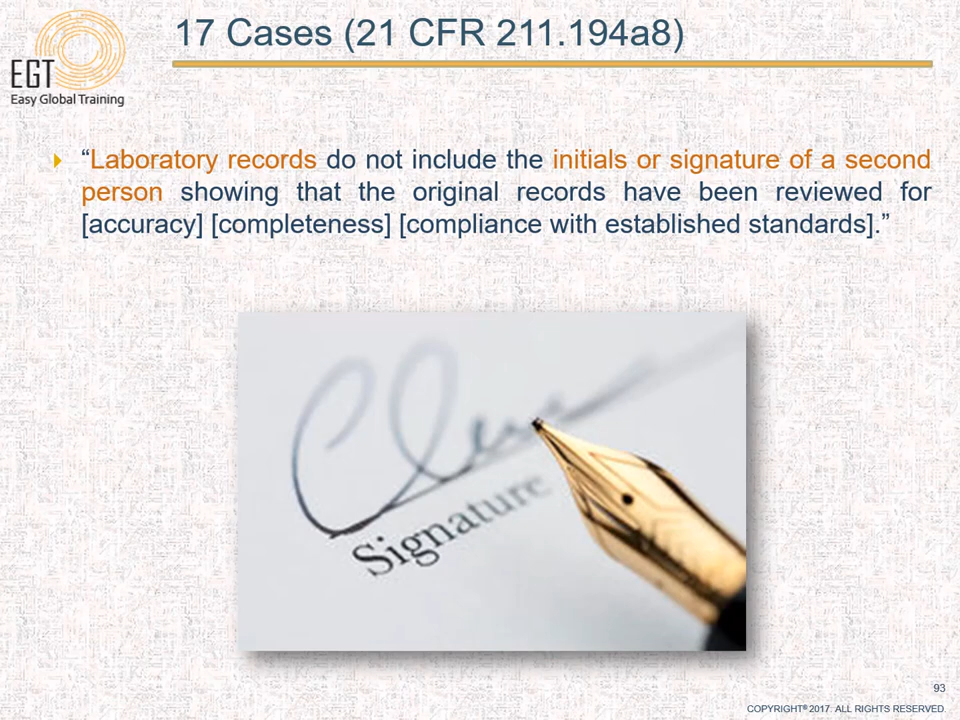 17 Cases (21 CFR 211.194a8)
EGT
Easy Global Training
“Laboratory records do not include the initials or signature of a second
person showing that the original records have been reviewed for
[accuracy] [completeness] [compliance with established standards].”
Signature
93
COPYRIGHT® 2017. ALL RIGHTS RESERVED.